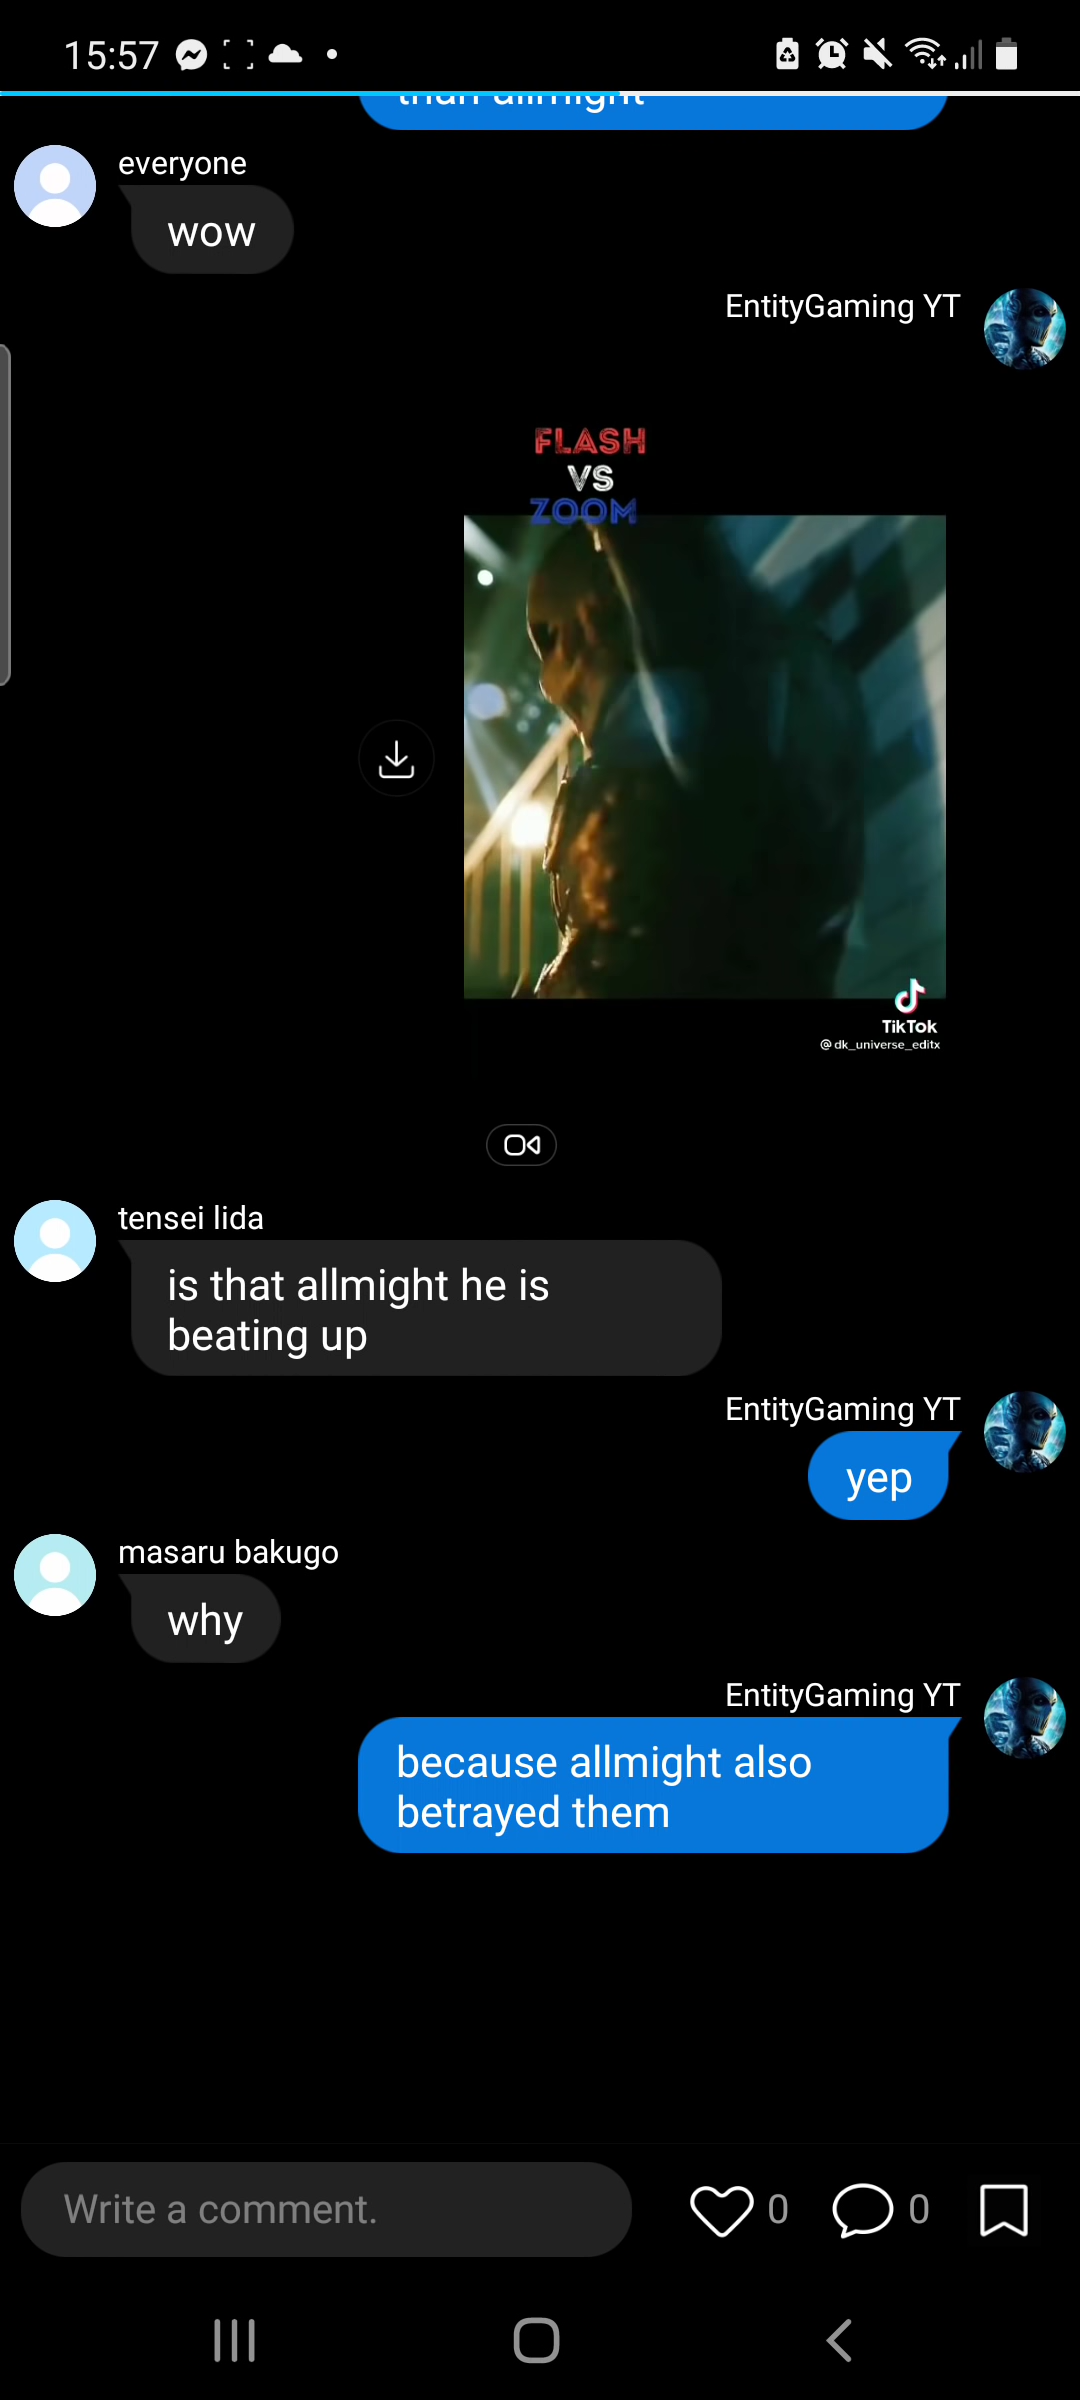 15:57
than allmight
everyone
wow
EntityGaming YT
FLASH
VS
ZOOM
TikTok
@dk_universe_editx
tensei lida
is that allmight he is
beating up
EntityGaming YT
yep
masaru bakugo
why
EntityGaming YT
because allmight also
betrayed them
Write a comment.
0
0